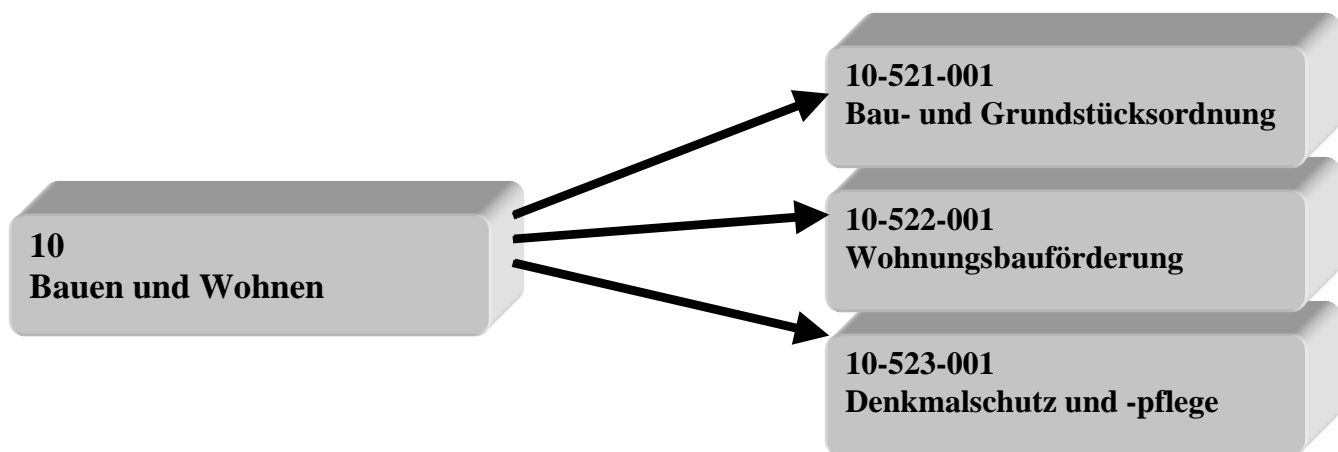 10
Bauen und Wohnen
10-521-001
Bau- und Grundstücksordnung
10-522-001
Wohnungsbauförderung
10-523-001
Denkmalschutz und -pflege